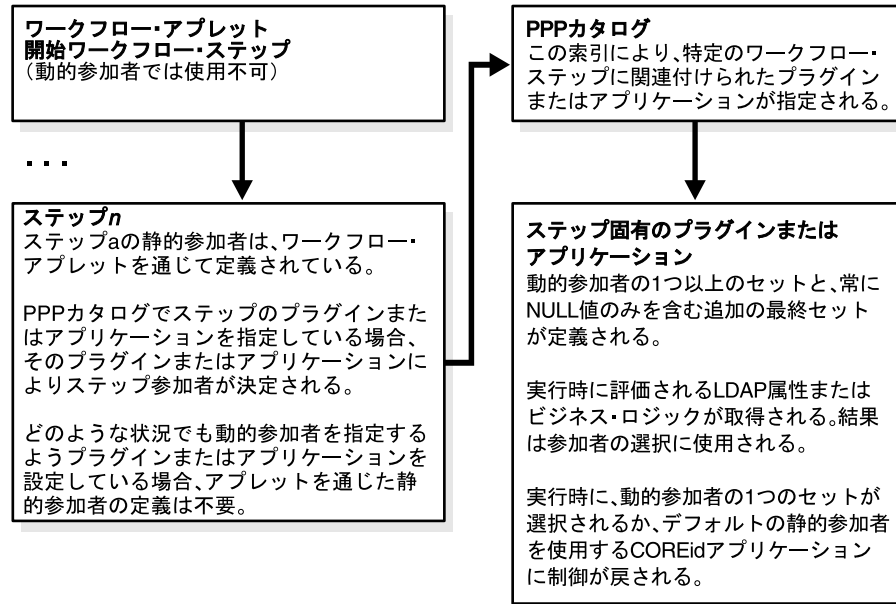 ワークフロー・アプレット
開始ワークフロー・ステップ
(動的参加者では使用不可)
・・・
ステップn
ステップaの静的参加者は、ワークフロー・
アプレットを通じて定義されている。
PPPカタログでステップのプラグインまた
はアプリケーションを指定している場合、
そのプラグインまたはアプリケーションに
よりステップ参加者が決定される。
どのような状況でも動的参加者を指定する
ようプラグインまたはアプリケーションを
設定している場合、アプレットを通じた静
的参加者の定義は不要。
PPPカタログ
この索引により、特定のワークフロー・
ステップに関連付けられたプラグイン
またはアプリケーションが指定される。
ステップ固有のプラグインまたは
アプリケーション
動的参加者の1つ以上のセットと、常に
NULL値のみを含む追加の最終セット
が定義される。
実行時に評価されるLDAP属性または
ビジネス・ロジックが取得される。結果
は参加者の選択に使用される。
実行時に、動的参加者の1つのセットが
選択されるか、デフォルトの静的参加者
を使用するCOREidアプリケーション
に制御が戻される。